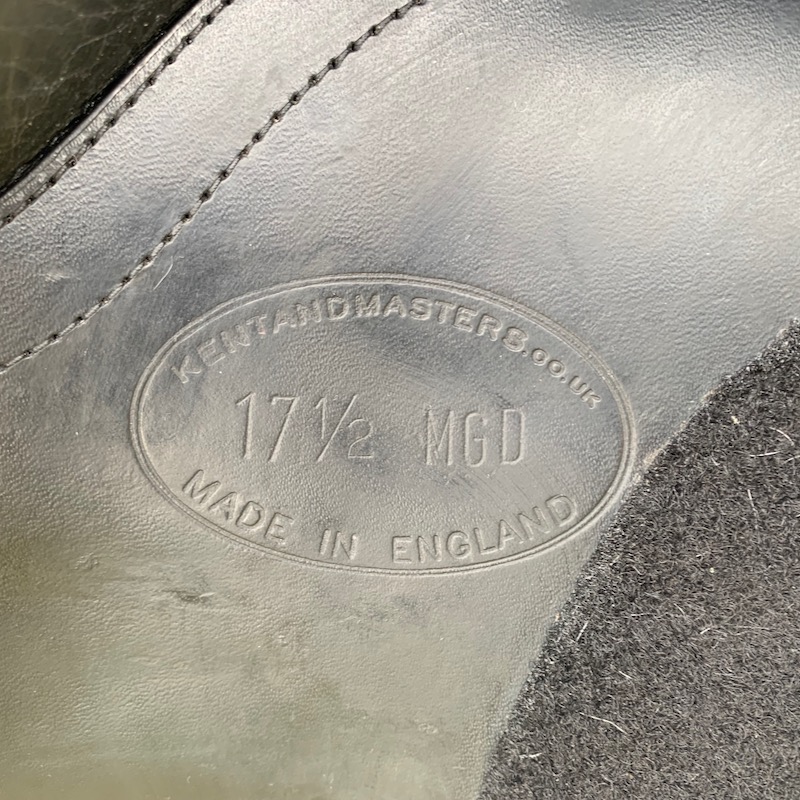 KENTANDMASTERS.CO.UK
17½ MGD
MADE IN ENGLAND